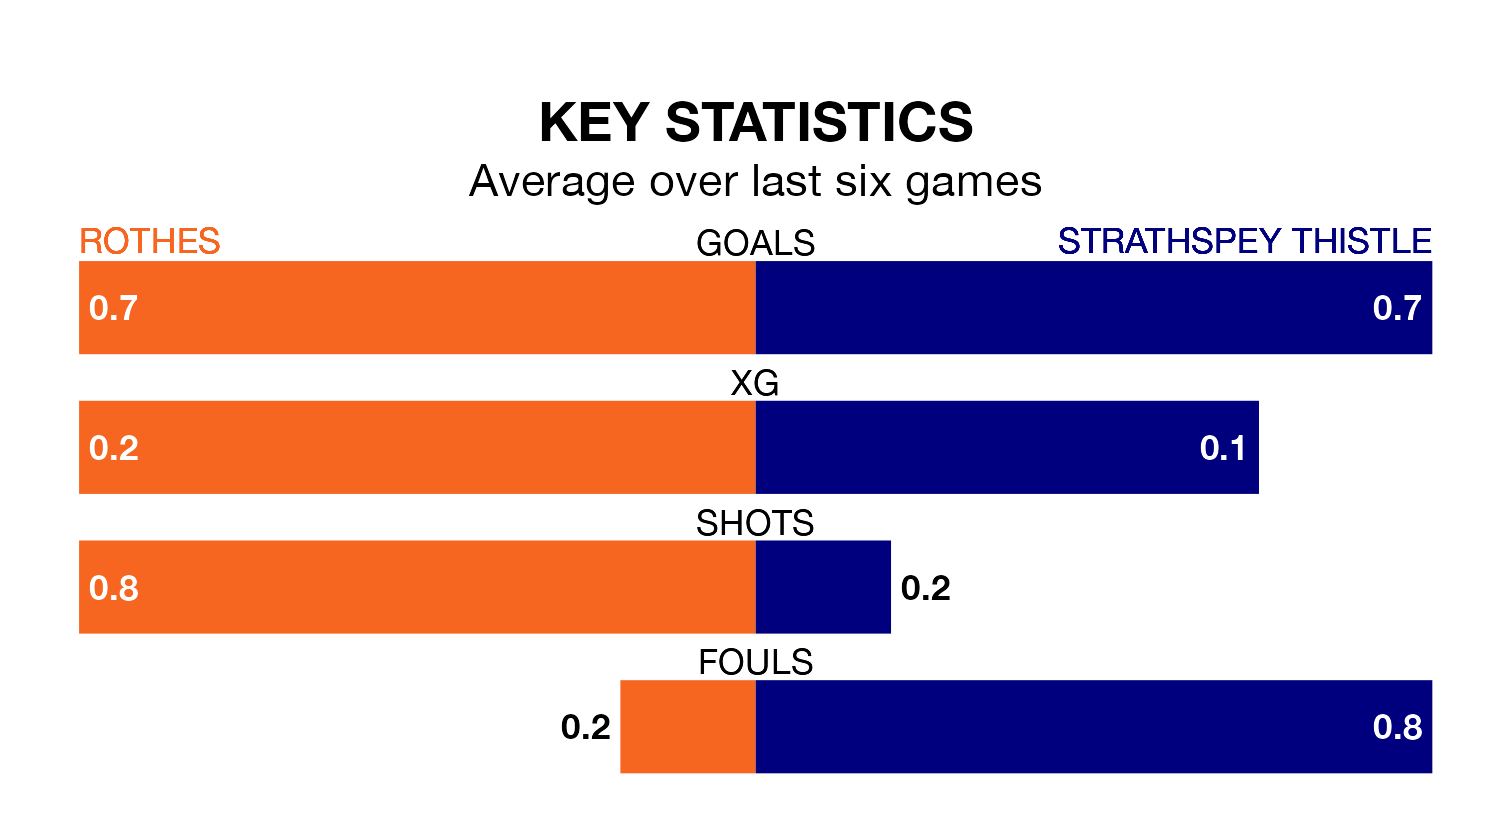 KEY STATISTICS
Average over last six games
ROTHES GOALS STRATHSPEY THISTLE
0.7 0.7
XG
0.2 0.1
SHOTS
0.8 0.2
FOULS
0.2 0.8